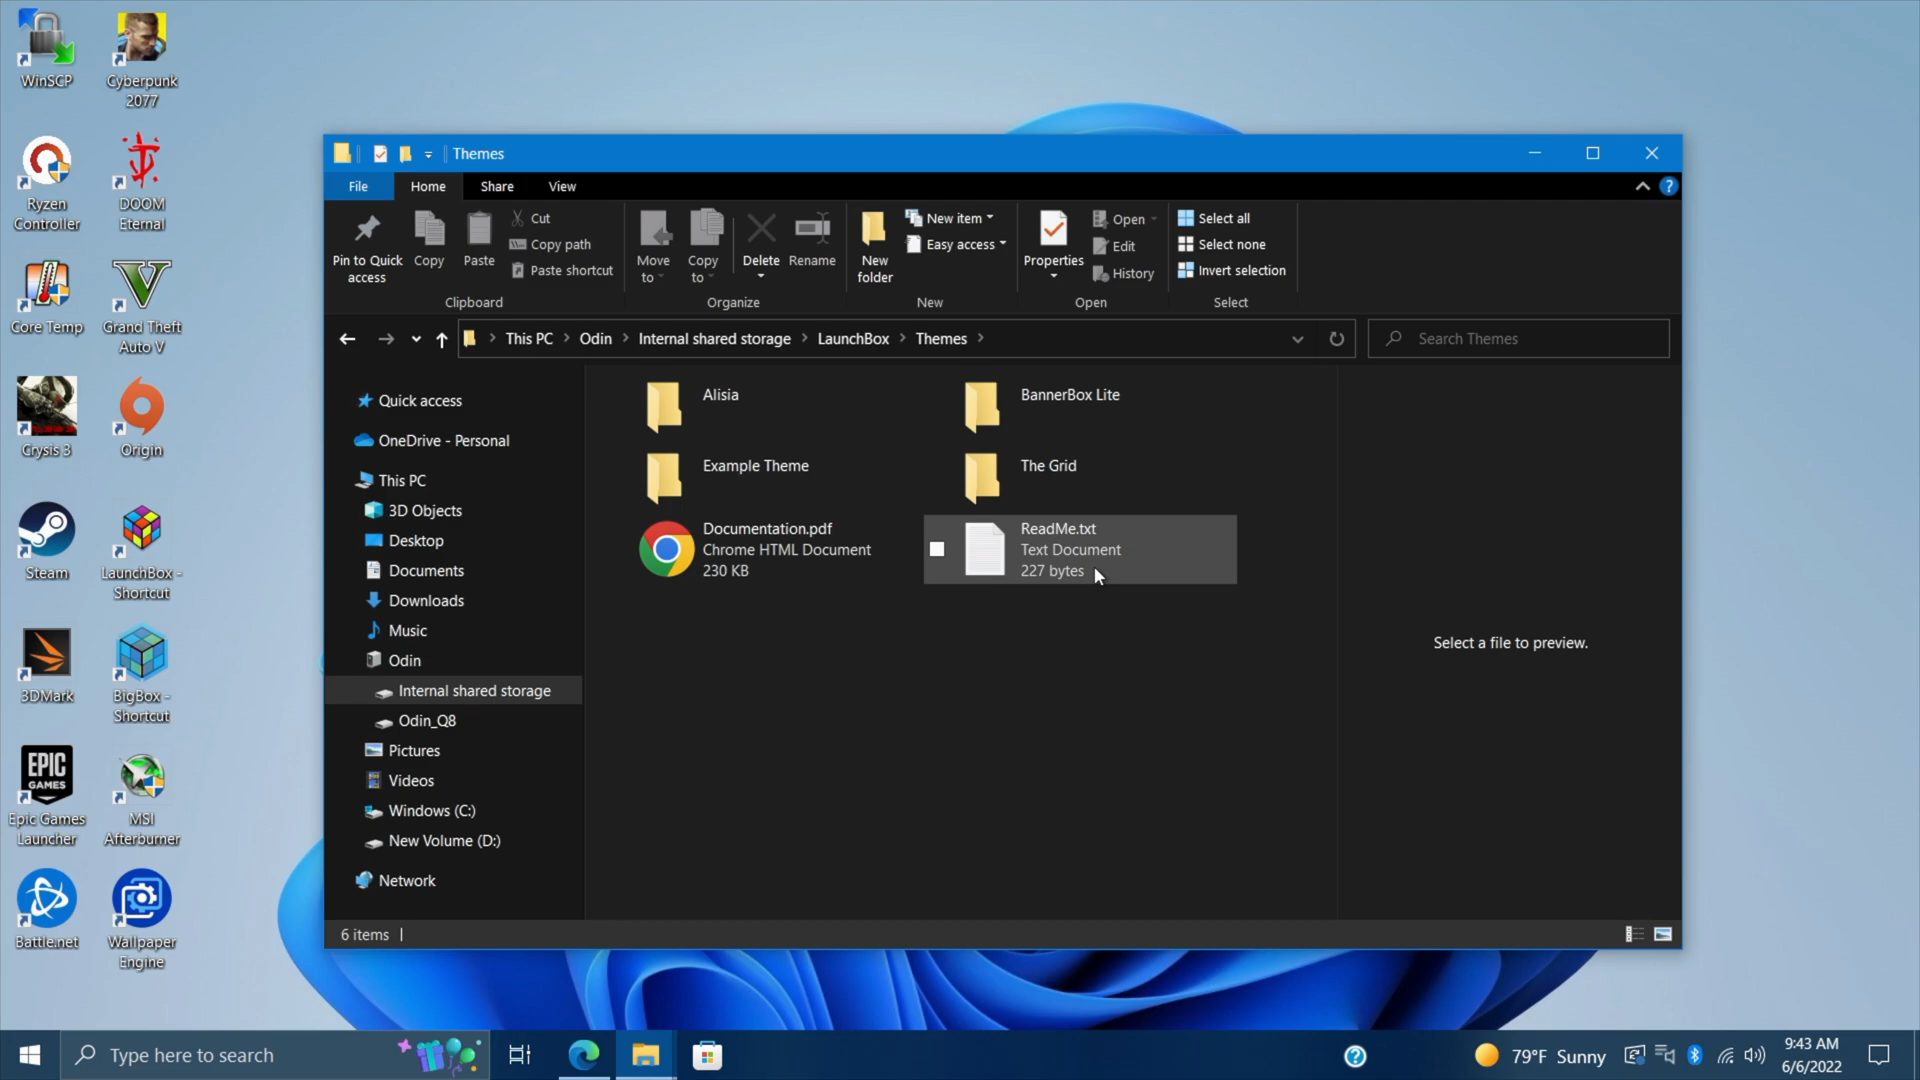 WinSCP
Cyberpunk
2077
Ryzen
Controller
DOOM
Eternal
Core Temp
Grand Theft
Auto V
Crysis 3
Origin
Steam
LaunchBox -
Shortcut
3DMark
BigBox -
Shortcut
EPIC
GAMES
Epic Games
Launcher
MSI
Afterburner
Battle.net
Wallpaper
Engine
Themes
File
Home
Share
View
Pin to Quick
access
Copy
Paste
Cut
Copy path
Paste shortcut
Clipboard
Move
to
Copy
to
Delete
Rename
Organize
New
folder
New item
Easy access
New
Properties
Open
Edit
History
Open
Select all
Select none
Invert selection
Select
This PC > Odin > Internal shared storage > LaunchBox > Themes >
Search Themes
Quick access
OneDrive - Personal
This PC
3D Objects
Desktop
Documents
Downloads
Music
Odin
Internal shared storage
Odin_Q8
Pictures
Videos
Windows (C:)
New Volume (D:)
Network
Alisia
BannerBox Lite
Example Theme
The Grid
Documentation.pdf
Chrome HTML Document
230 KB
ReadMe.txt
Text Document
227 bytes
Select a file to preview.
6 items
Type here to search
79°F Sunny
9:43 AM
6/6/2022